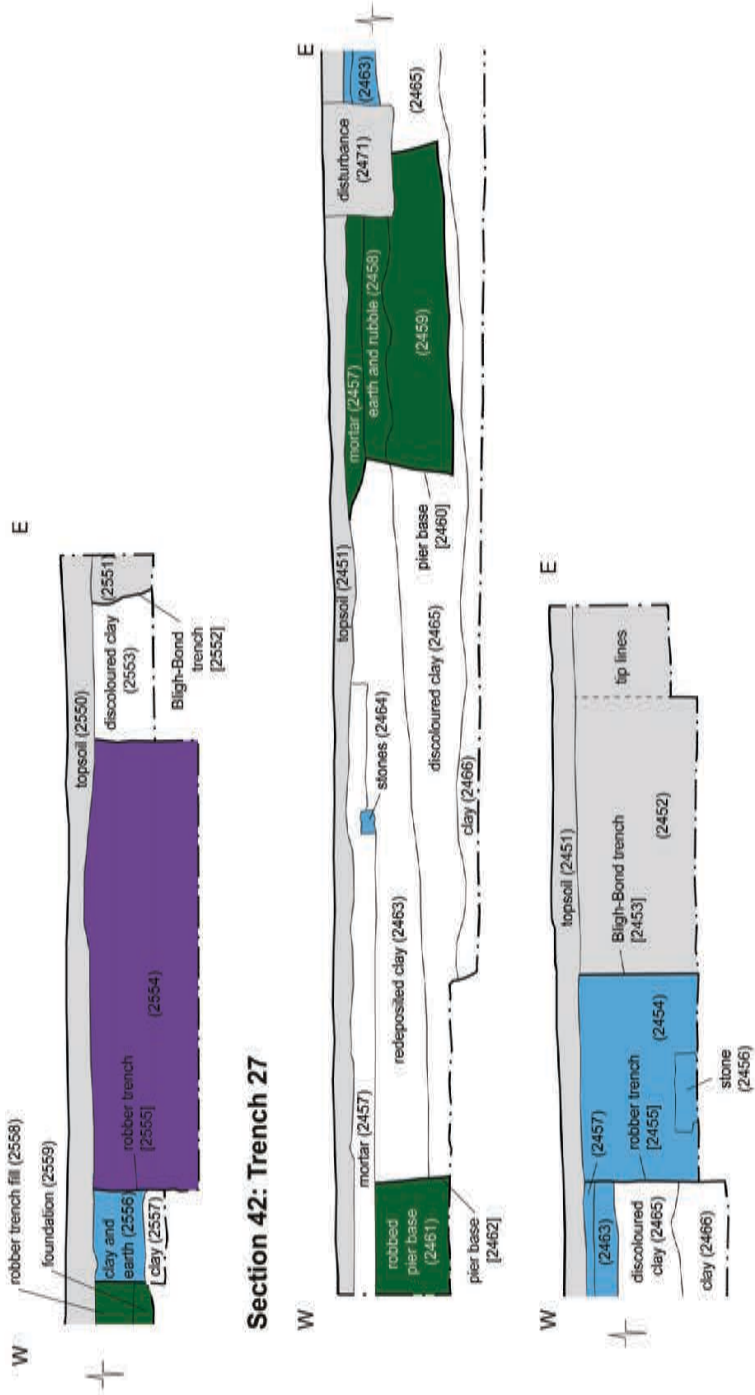 W
E
robber trench fill (2558)
foundation (2559)
topsoil (2550)
clay and
earth (2556)
clay (2557)
robber trench
[2555]
(2554)
discoloured clay
(2553)
(2551)
Bligh-Bond
trench
[2552]
Section 42: Trench 27
W
E
mortar (2457)
topsoil (2451)
mortar (2457)
disturbance
(2471)
(2463)
earth and rubble (2458)
stones (2464)
robbed
pier base
(2461)
redeposited clay (2463)
(2459)
(2465)
discoloured clay (2465)
pier base
[2462]
clay (2466)
pier base
[2460]
W
E
topsoil (2451)
(2457)
(2463)
Bligh-Bond trench
[2453]
robber trench
[2455]
(2454)
tip lines
discoloured
clay (2465)
(2452)
clay (2466)
stone
(2456)